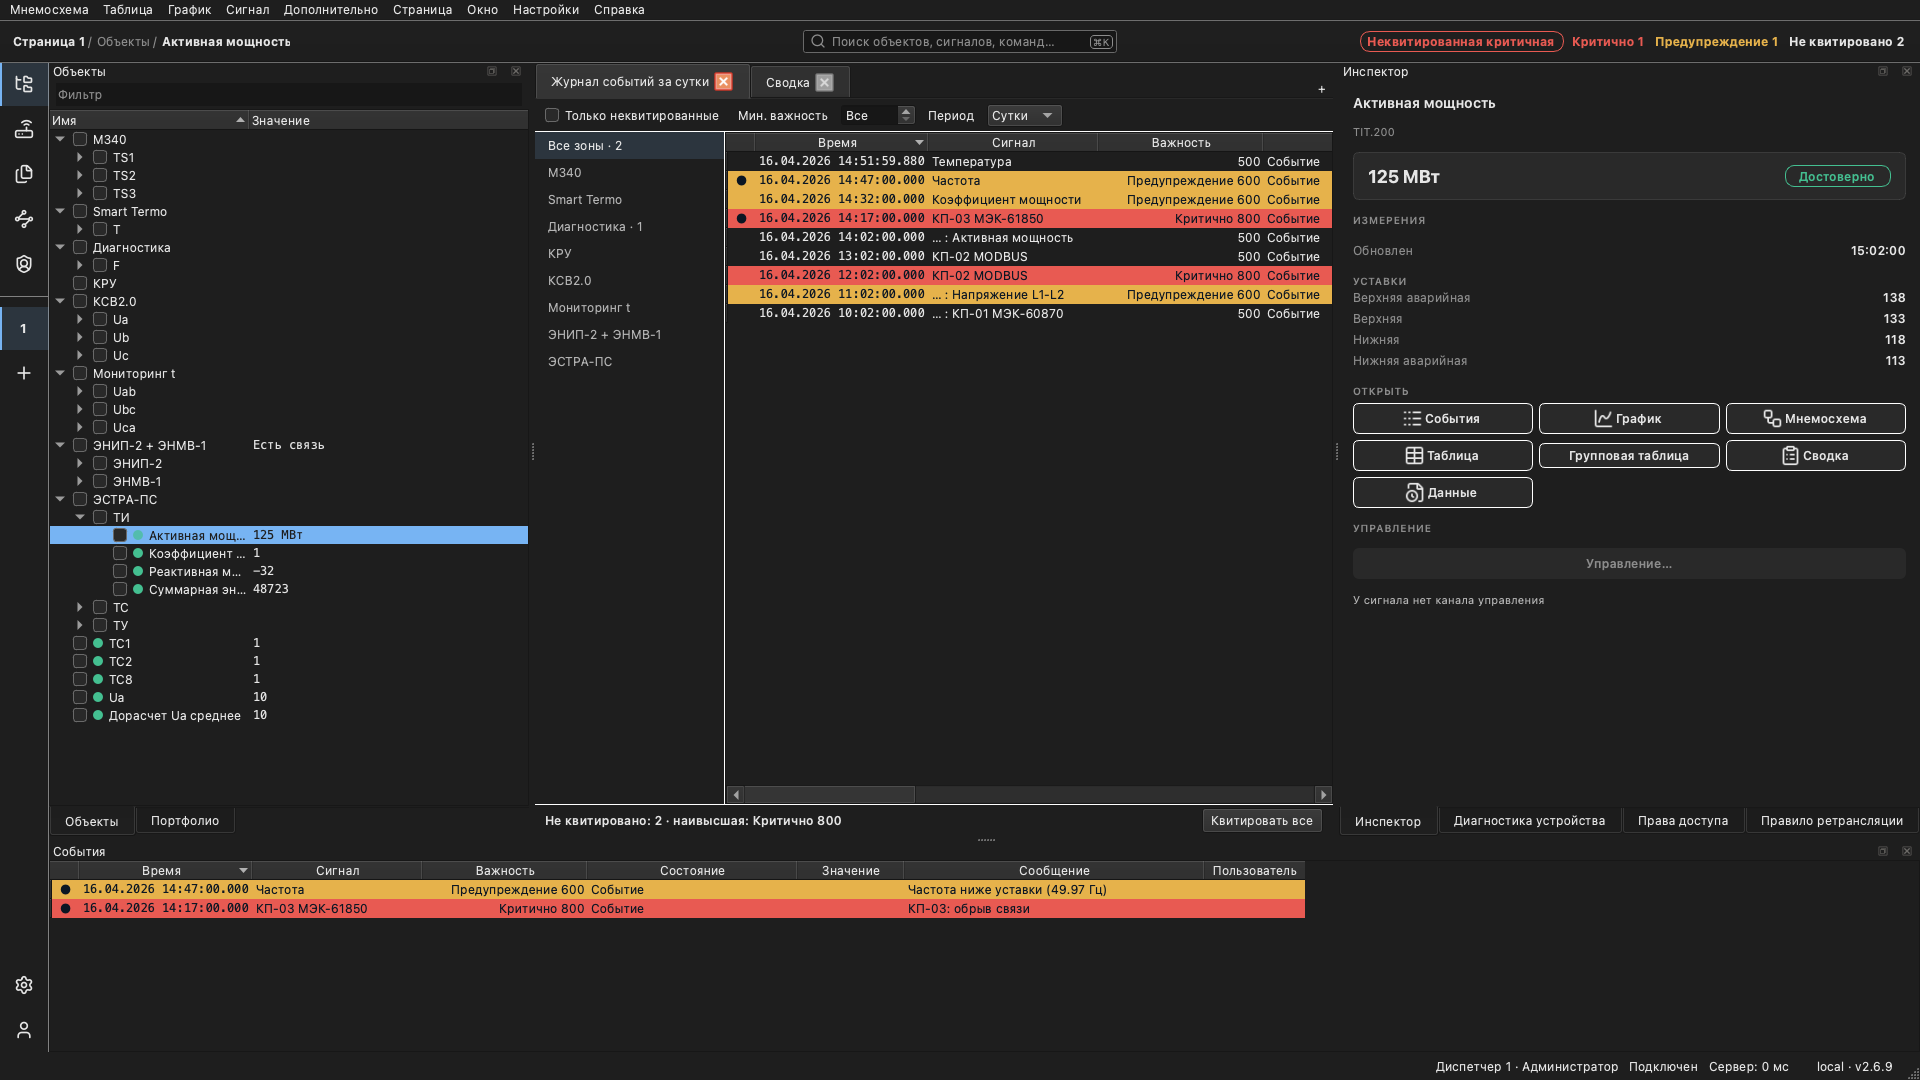 Мнемосхема Таблица График Сигнал Дополнительно Страница Окно Настройки Справка
Страница 1 / Объекты / Активная мощность
Поиск объектов, сигналов, команд... ⌘K
Неквитированная критичная Критично 1 Предупреждение 1 Не квитировано 2
Объекты
Фильтр
Имя Значение
М340
TS1
TS2
TS3
Smart Termo
T
Диагностика
F
КРУ
КСВ2.0
Ua
Ub
Uc
Мониторинг t
Uab
Ubc
Uca
ЭНИП-2 + ЭНМВ-1 Есть связь
ЭНИП-2
ЭНМВ-1
ЭСТРА-ПС
ТИ
Активная мощ... 125 МВт
Коэффициент ... 1
Реактивная м... −32
Суммарная эн... 48723
ТС
ТУ
ТС1 1
ТС2 1
ТС8 1
Ua 10
Дорасчет Ua среднее 10
Объекты Портфолио
1
Журнал событий за сутки Сводка
+
Только неквитированные Мин. важность Все Период Сутки
Все зоны · 2
М340
Smart Termo
Диагностика · 1
КРУ
КСВ2.0
Мониторинг t
ЭНИП-2 + ЭНМВ-1
ЭСТРА-ПС
Время Сигнал Важность
16.04.2026 14:51:59.880 Температура 500 Событие
16.04.2026 14:47:00.000 Частота Предупреждение 600 Событие
16.04.2026 14:32:00.000 Коэффициент мощности Предупреждение 600 Событие
16.04.2026 14:17:00.000 КП-03 МЭК-61850 Критично 800 Событие
16.04.2026 14:02:00.000 ... : Активная мощность 500 Событие
16.04.2026 13:02:00.000 КП-02 MODBUS 500 Событие
16.04.2026 12:02:00.000 КП-02 MODBUS Критично 800 Событие
16.04.2026 11:02:00.000 ... : Напряжение L1-L2 Предупреждение 600 Событие
16.04.2026 10:02:00.000 ... : КП-01 МЭК-60870 500 Событие
Не квитировано: 2 · наивысшая: Критично 800 Квитировать все
Инспектор
Активная мощность
TIT.200
125 МВт Достоверно
ИЗМЕРЕНИЯ
Обновлен 15:02:00
УСТАВКИ
Верхняя аварийная 138
Верхняя 133
Нижняя 118
Нижняя аварийная 113
ОТКРЫТЬ
События График Мнемосхема
Таблица Групповая таблица Сводка
Данные
УПРАВЛЕНИЕ
Управление...
У сигнала нет канала управления
Инспектор Диагностика устройства Права доступа Правило ретрансляции
События
Время Сигнал Важность Состояние Значение Сообщение Пользователь
16.04.2026 14:47:00.000 Частота Предупреждение 600 Событие Частота ниже уставки (49.97 Гц)
16.04.2026 14:17:00.000 КП-03 МЭК-61850 Критично 800 Событие КП-03: обрыв связи
Диспетчер 1 · Администратор Подключен Сервер: 0 мс local · v2.6.9